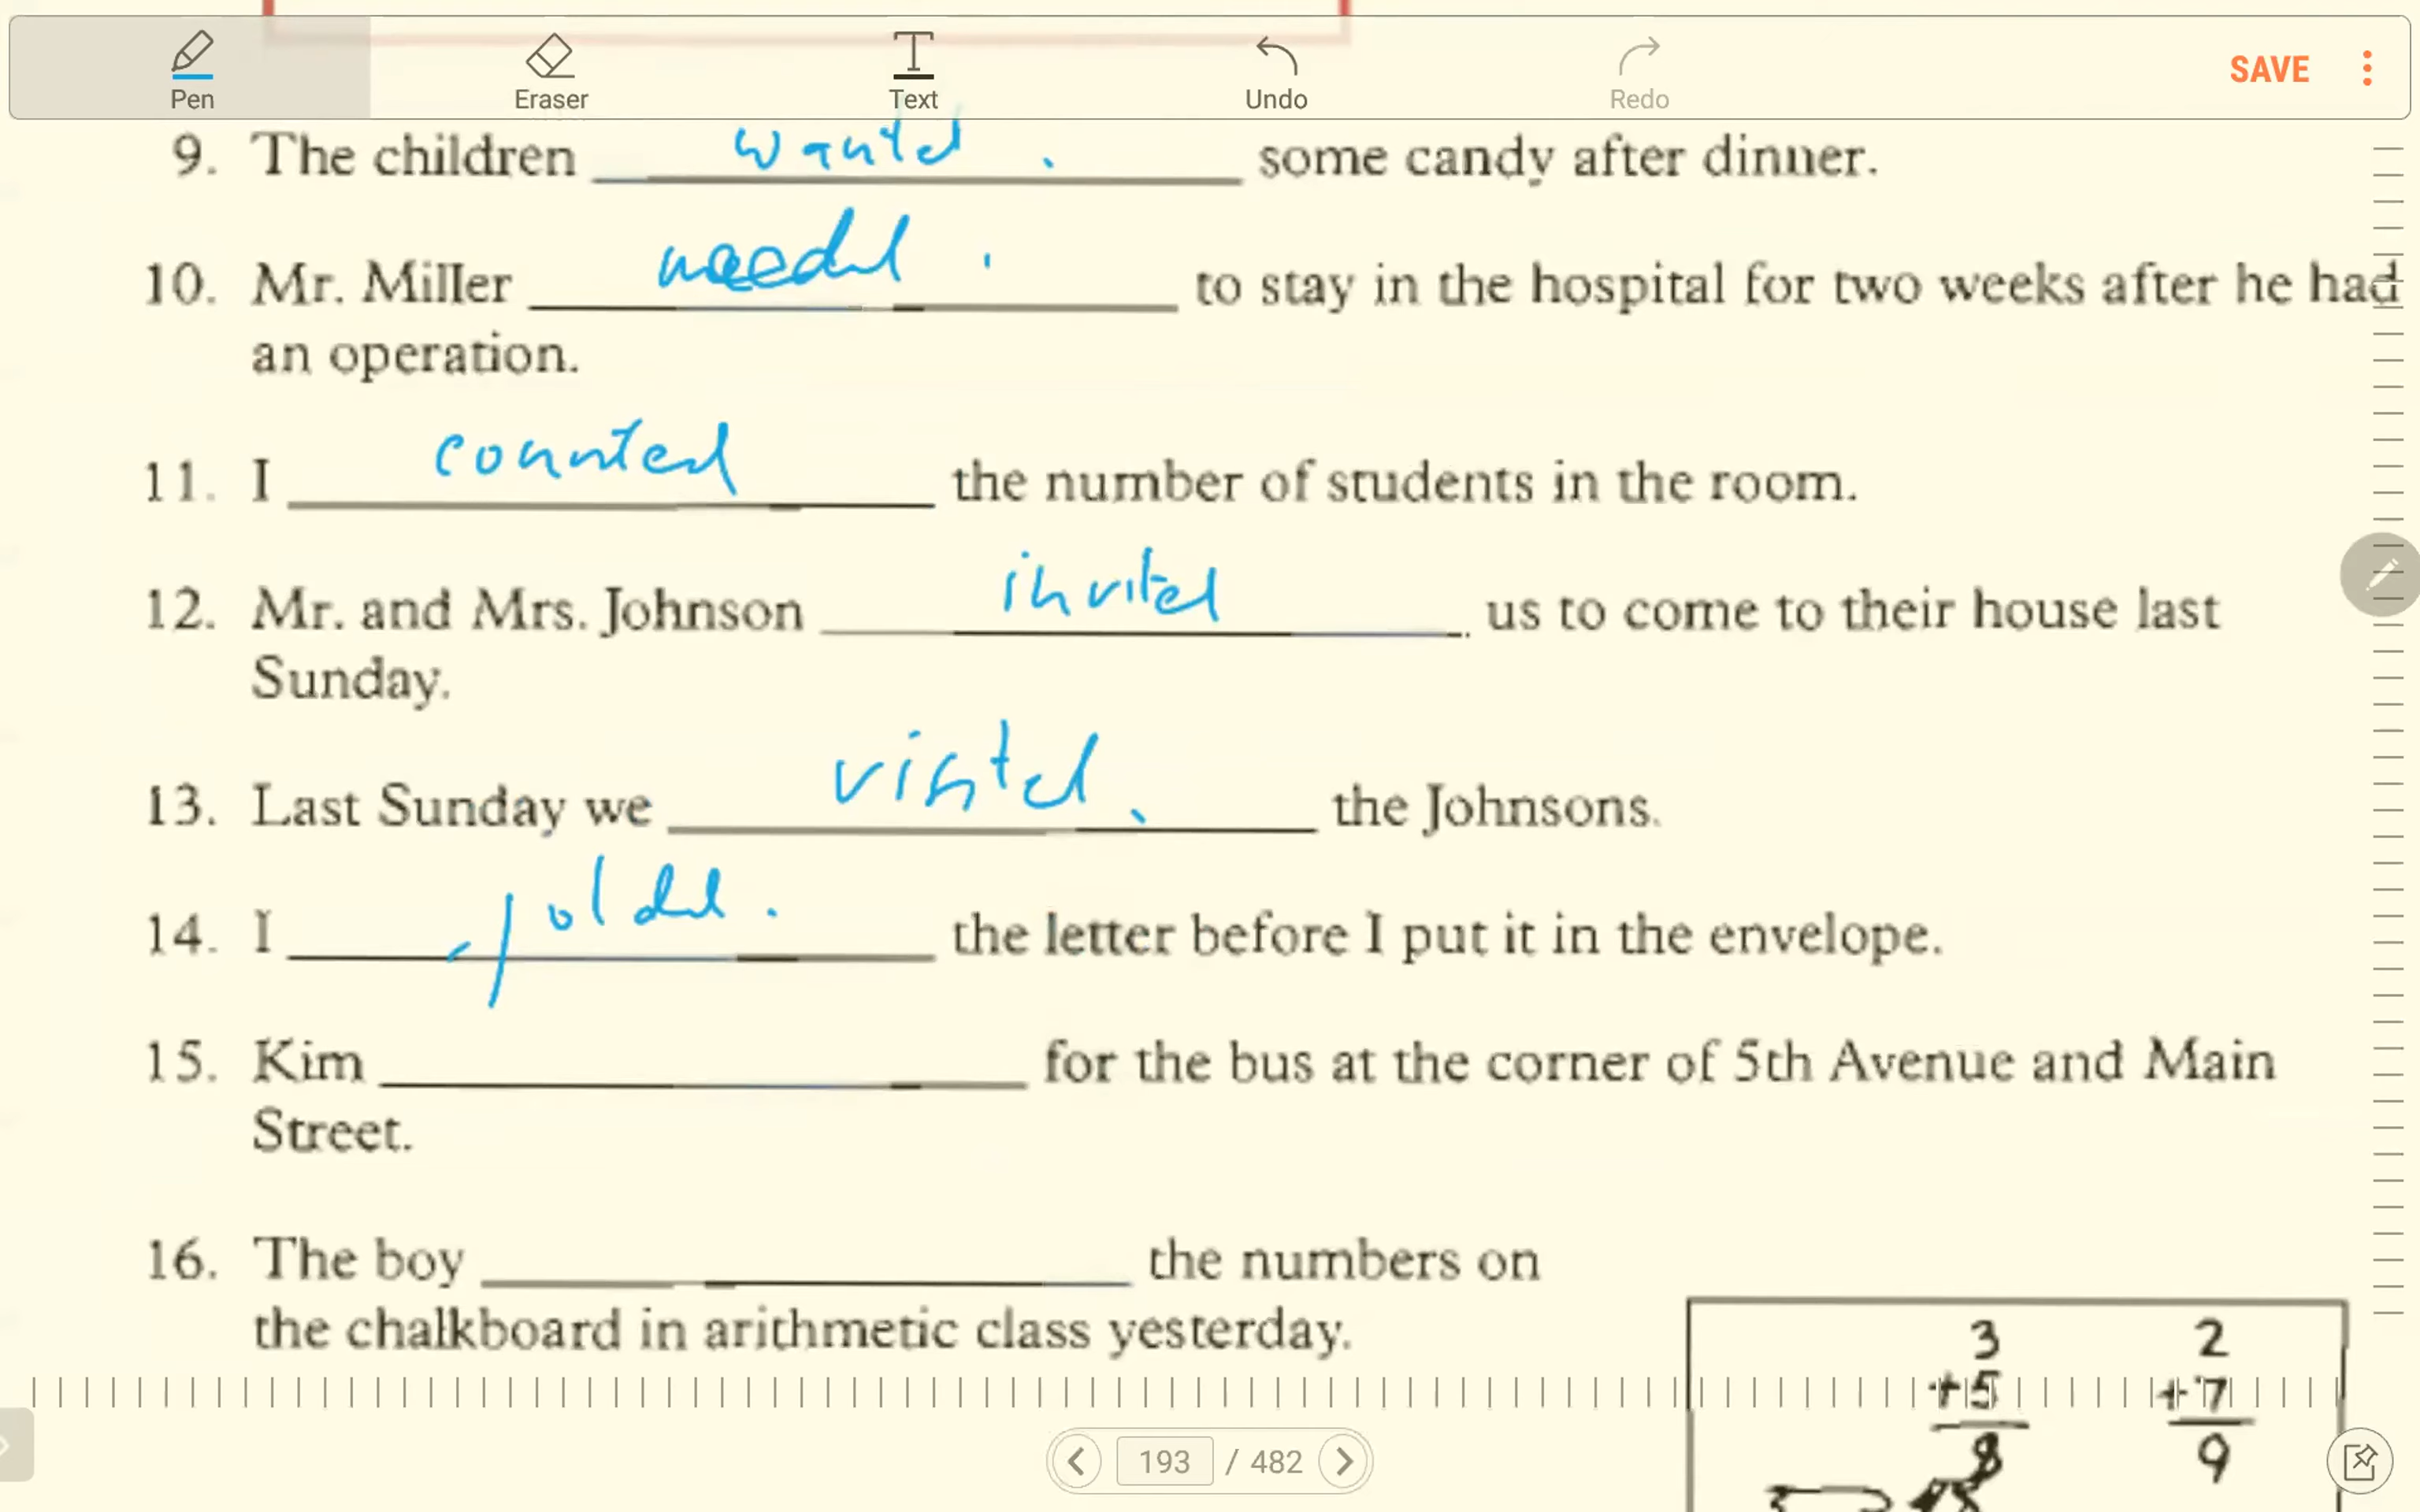 Pen Eraser Text Undo Redo SAVE
9. The children wanted some candy after dinner.
10. Mr. Miller needed to stay in the hospital for two weeks after he had
an operation.
11. I counted the number of students in the room.
12. Mr. and Mrs. Johnson invited us to come to their house last
Sunday.
13. Last Sunday we visited the Johnsons.
14. I folded the letter before I put it in the envelope.
15. Kim for the bus at the corner of 5th Avenue and Main
Street.
16. The boy the numbers on
the chalkboard in arithmetic class yesterday.
3 2
+5 +7
8 9
193 / 482